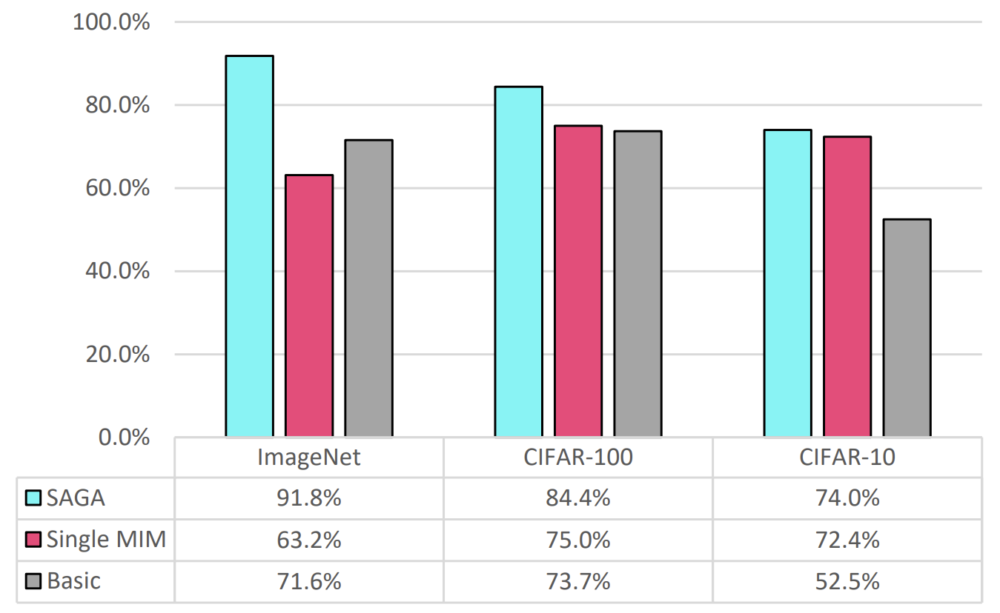 100.0%
80.0%
60.0%
40.0%
20.0%
0.0%
ImageNet CIFAR-100 CIFAR-10
SAGA 91.8% 84.4% 74.0%
Single MIM 63.2% 75.0% 72.4%
Basic 71.6% 73.7% 52.5%